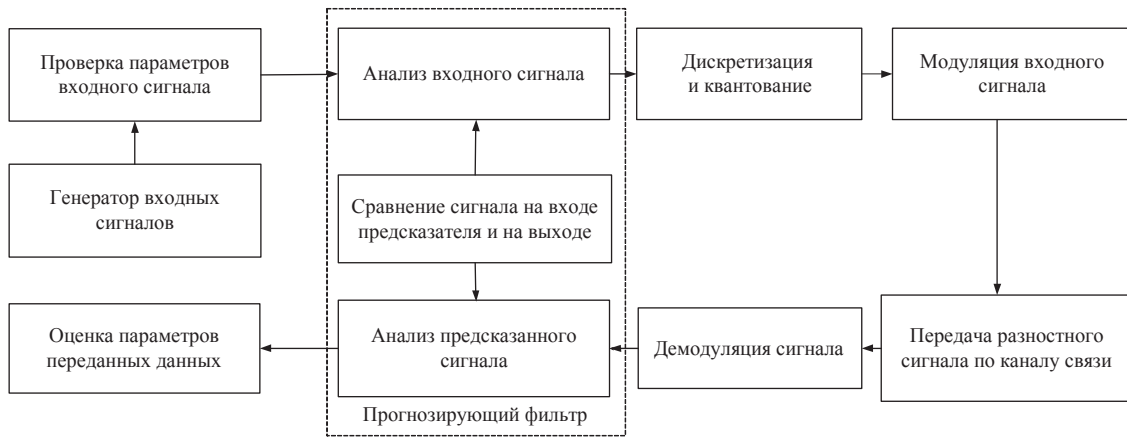 Проверка параметров
входного сигнала
Анализ входного сигнала
Дискретизация
и квантование
Модуляция входного
сигнала
Генератор входных
сигналов
Сравнение сигнала на входе
предсказателя и на выходе
Оценка параметров
переданных данных
Анализ предсказанного
сигнала
Демодуляция сигнала
Передача разностного
сигнала по каналу связи
Прогнозирующий фильтр